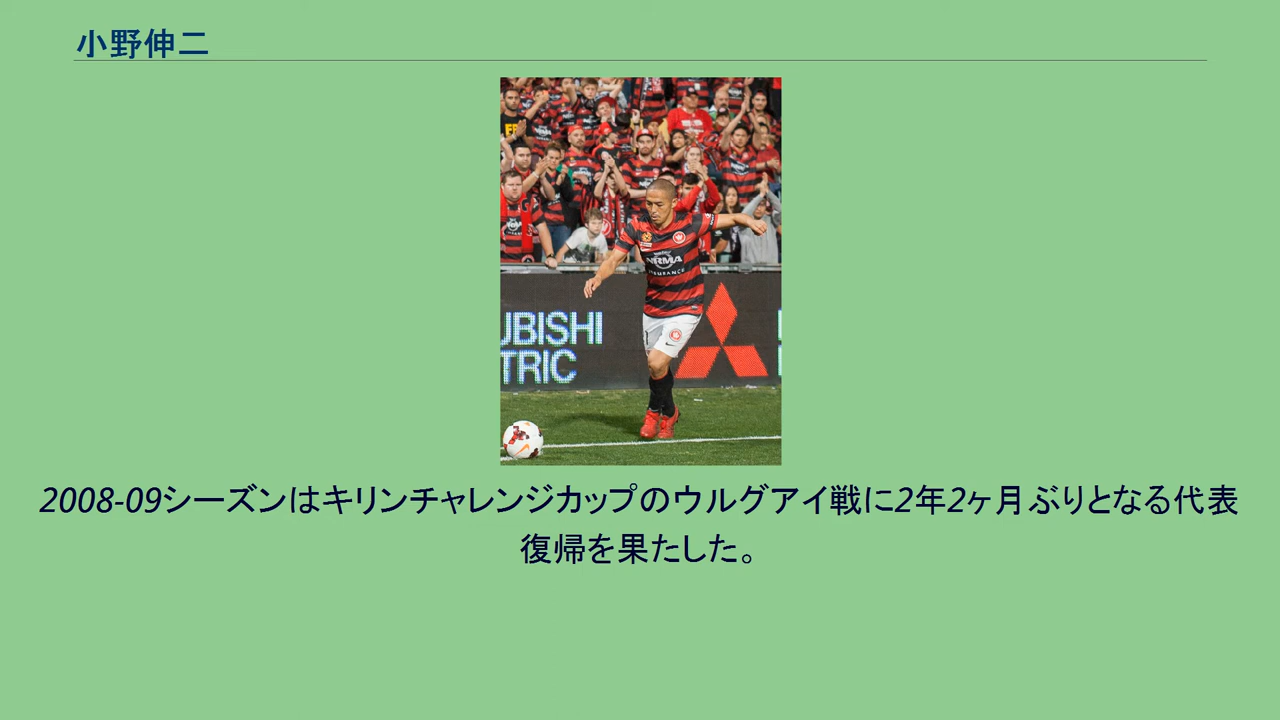 小野伸二
NRMA
INSURANCE
UBISHI
TRIC
2008-09シーズンはキリンチャレンジカップのウルグアイ戦に2年2ヶ月ぶりとなる代表
復帰を果たした。